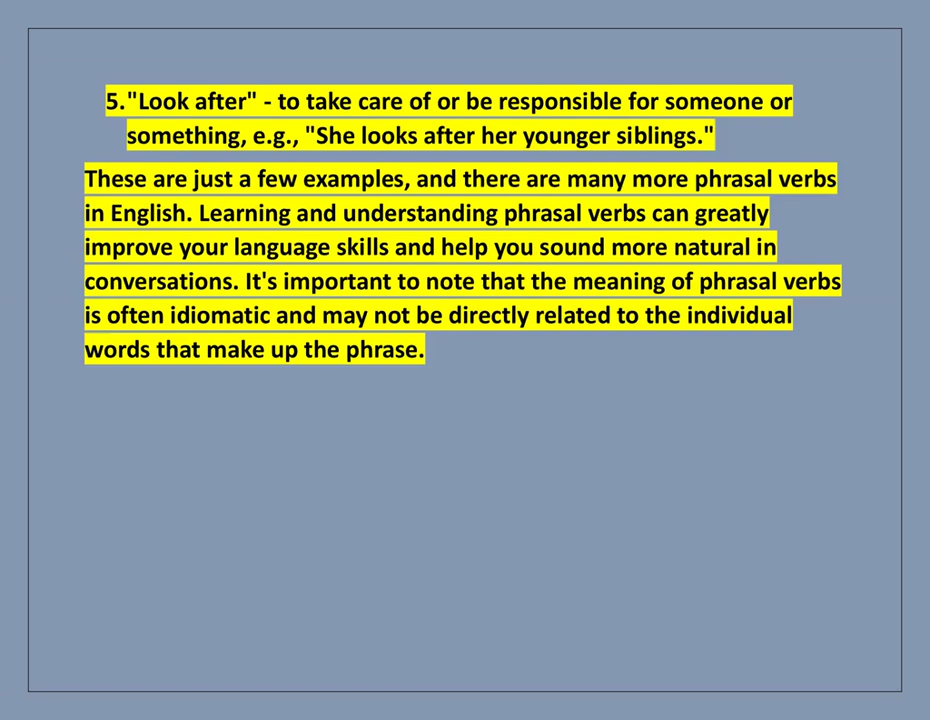 5."Look after" - to take care of or be responsible for someone or
something, e.g., "She looks after her younger siblings."
These are just a few examples, and there are many more phrasal verbs
in English. Learning and understanding phrasal verbs can greatly
improve your language skills and help you sound more natural in
conversations. It's important to note that the meaning of phrasal verbs
is often idiomatic and may not be directly related to the individual
words that make up the phrase.